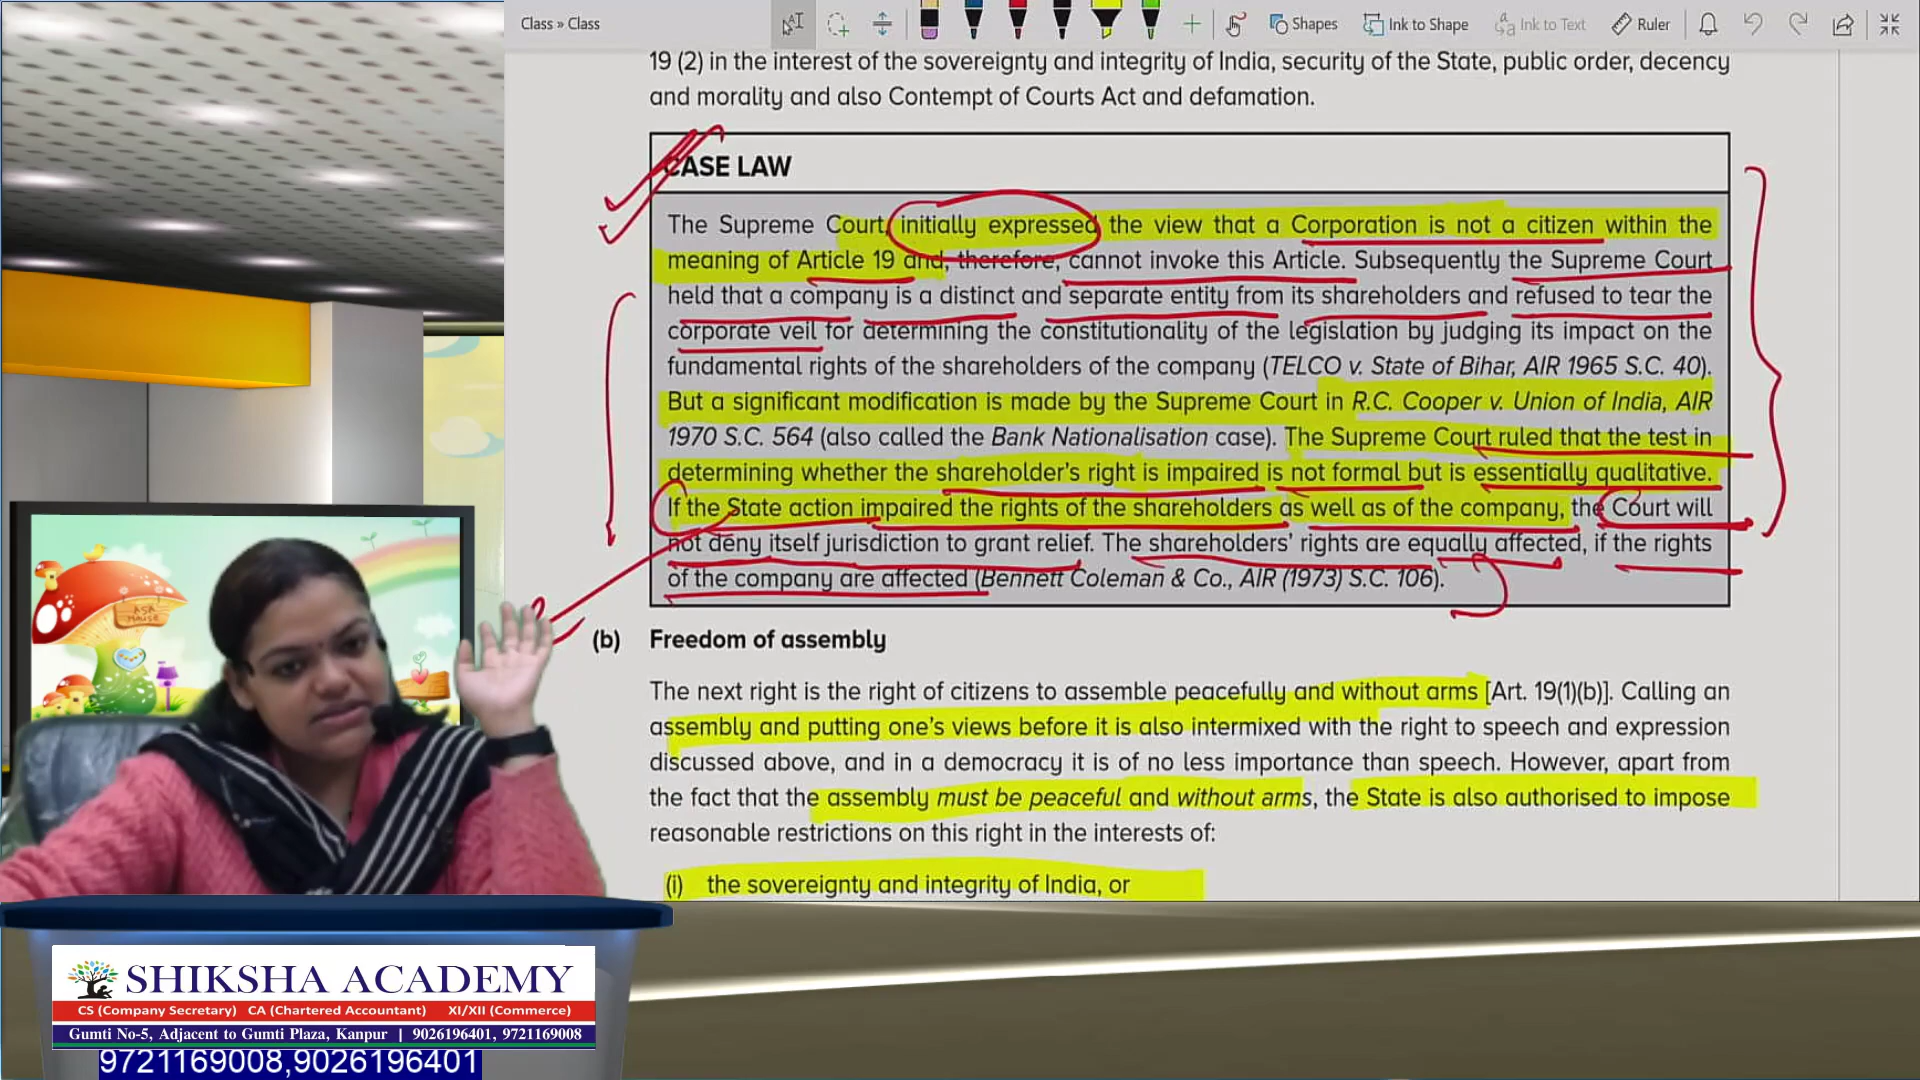 Class » Class
Shapes
Ink to Shape
Ink to Text
Ruler
19 (2) in the interest of the sovereignty and integrity of India, security of the State, public order, decency
and morality and also Contempt of Courts Act and defamation.
CASE LAW
The Supreme Court, initially expressed the view that a Corporation is not a citizen within the
meaning of Article 19 and, therefore, cannot invoke this Article. Subsequently the Supreme Court
held that a company is a distinct and separate entity from its shareholders and refused to tear the
corporate veil for determining the constitutionality of the legislation by judging its impact on the
fundamental rights of the shareholders of the company (TELCO v. State of Bihar, AIR 1965 S.C. 40).
But a significant modification is made by the Supreme Court in R.C. Cooper v. Union of India, AIR
1970 S.C. 564 (also called the Bank Nationalisation case). The Supreme Court ruled that the test in
determining whether the shareholder's right is impaired is not formal but is essentially qualitative.
If the State action impaired the rights of the shareholders as well as of the company, the Court will
not deny itself jurisdiction to grant relief. The shareholders' rights are equally affected, if the rights
of the company are affected (Bennett Coleman & Co., AIR (1973) S.C. 106).
(b) Freedom of assembly
The next right is the right of citizens to assemble peacefully and without arms [Art. 19(1)(b)]. Calling an
assembly and putting one's views before it is also intermixed with the right to speech and expression
discussed above, and in a democracy it is of no less importance than speech. However, apart from
the fact that the assembly must be peaceful and without arms, the State is also authorised to impose
reasonable restrictions on this right in the interests of:
(i) the sovereignty and integrity of India, or
SHIKSHA ACADEMY
CS (Company Secretary) CA (Chartered Accountant) XI/XII (Commerce)
Gumti No-5, Adjacent to Gumti Plaza, Kanpur | 9026196401, 9721169008
9721169008,9026196401